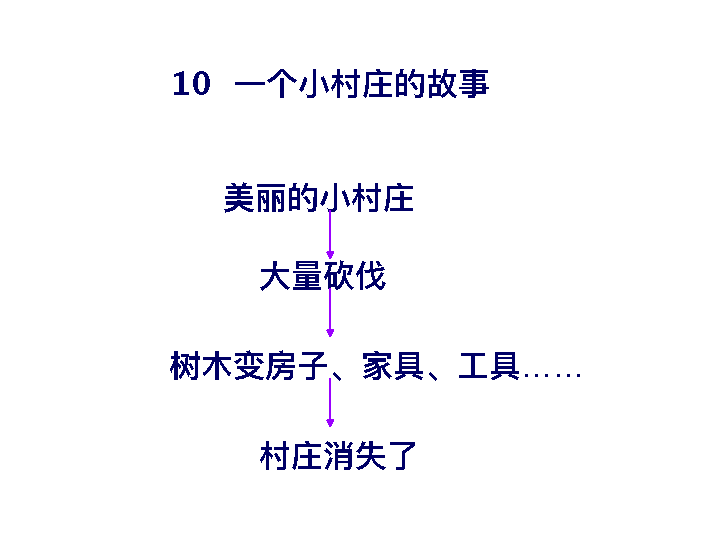 10 一个小村庄的故事
美丽的小村庄
大量砍伐
树木变房子、家具、工具……
村庄消失了